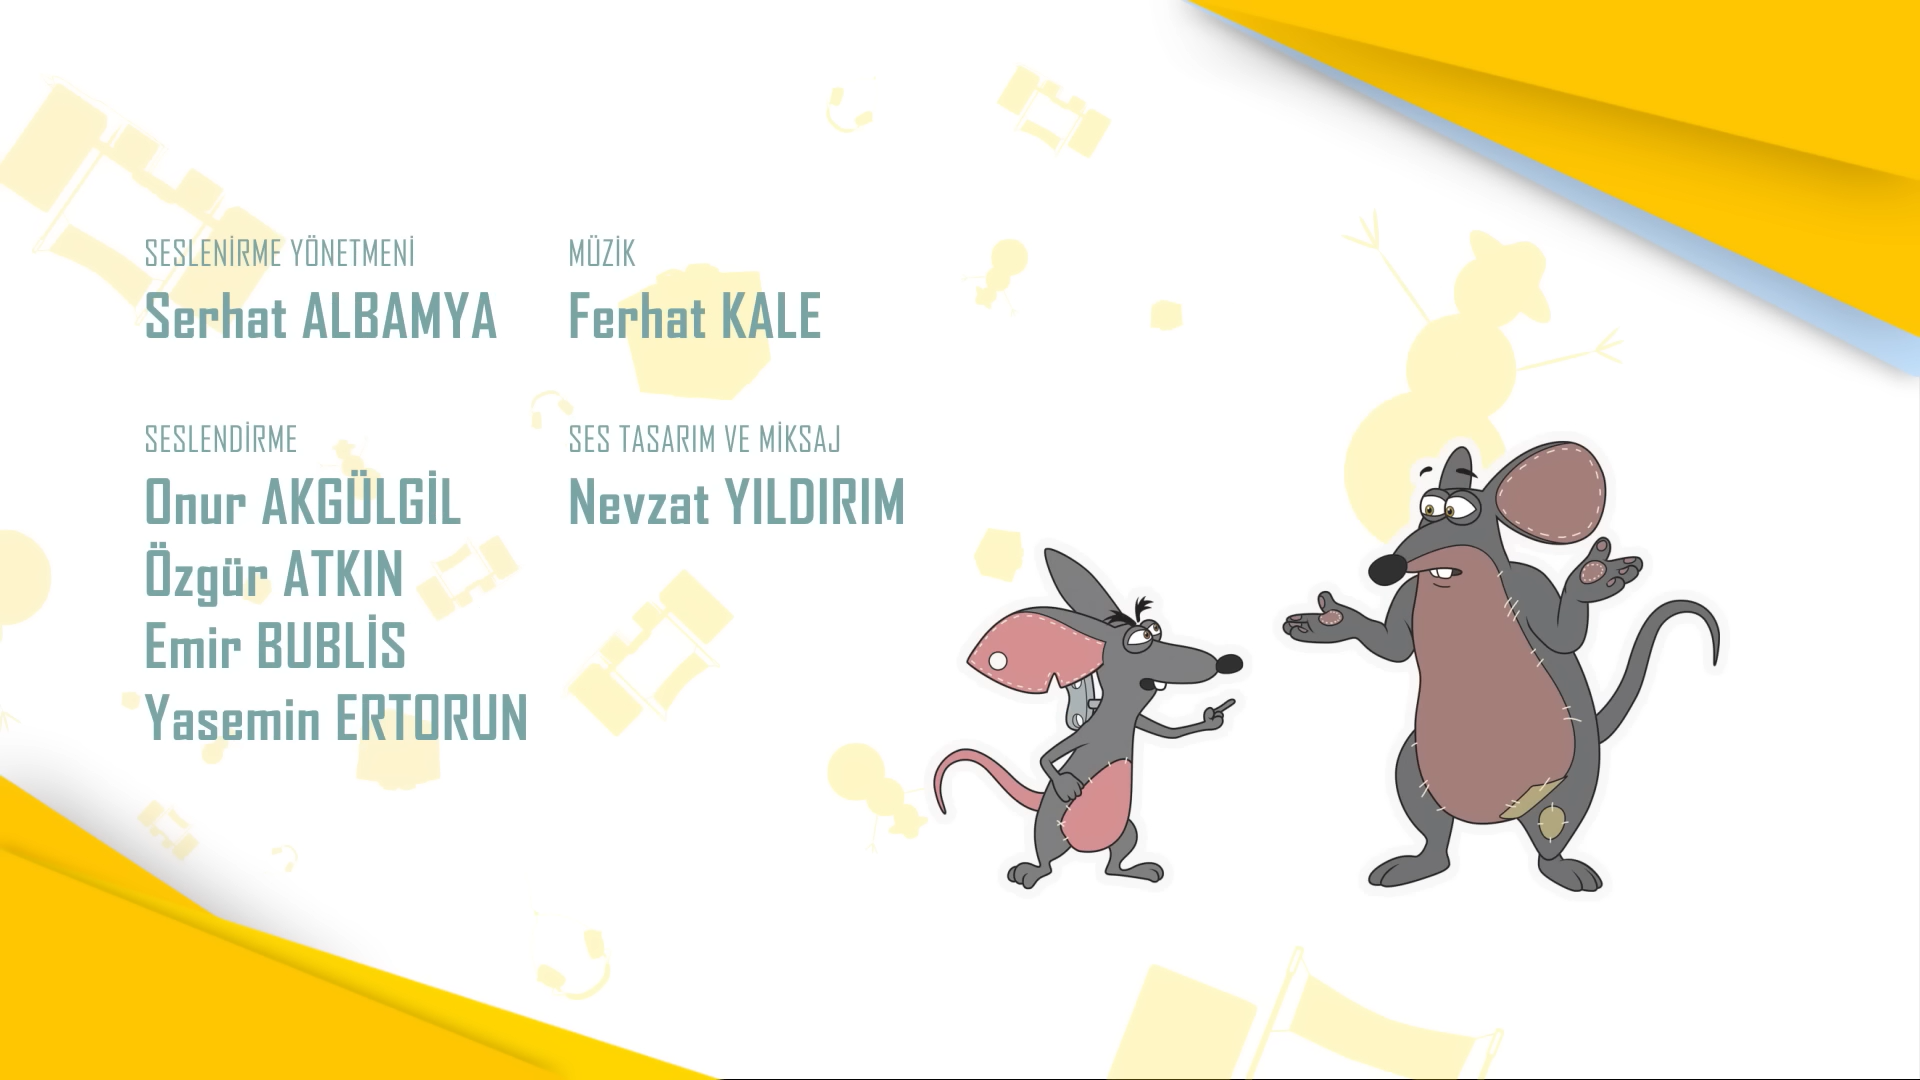 SESLENİRME YÖNETMENİ
Serhat ALBAMYA
MÜZİK
Ferhat KALE
SESLENDİRME
Onur AKGÜLGİL
Özgür ATKIN
Emir BUBLİS
Yasemin ERTORUN
SES TASARIM VE MİKSAJ
Nevzat YILDIRIM